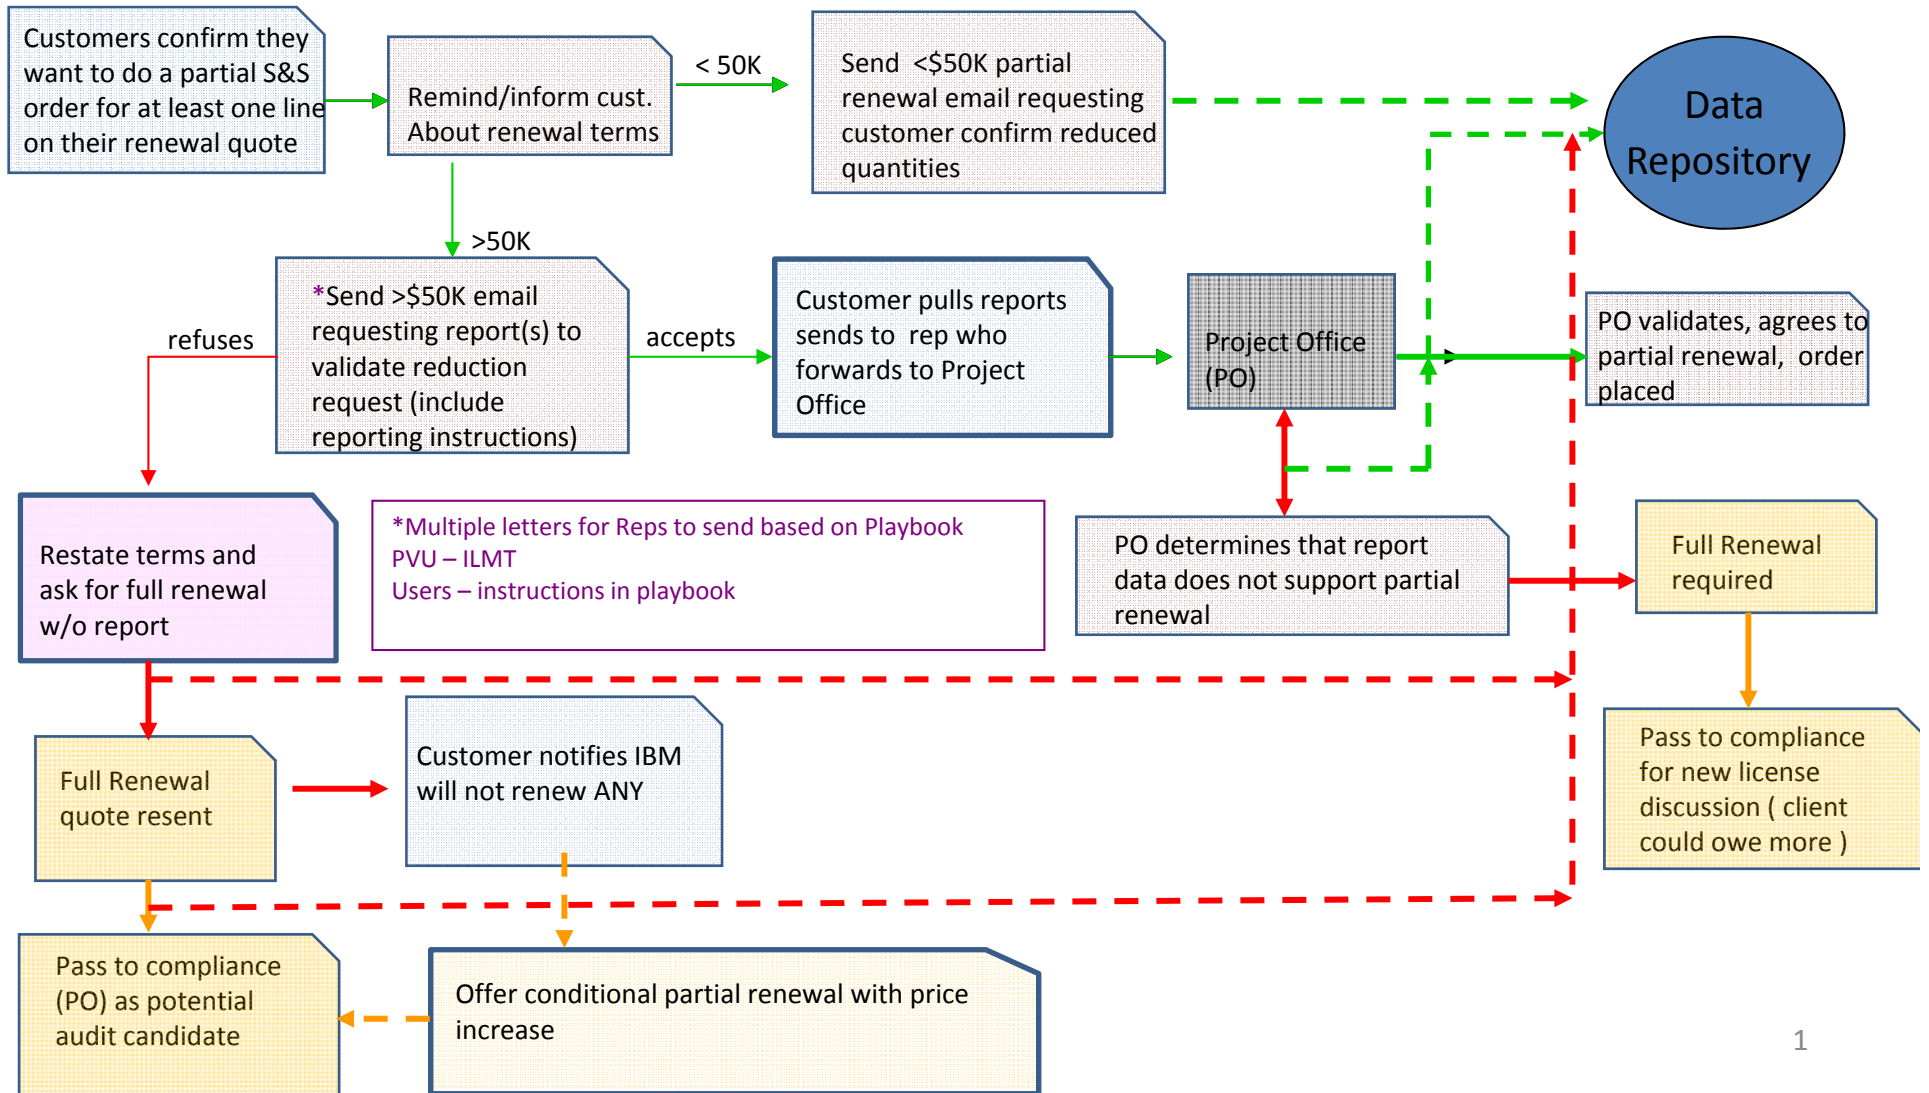 Customers confirm they
want to do a partial S&S
order for at least one line
on their renewal quote
Remind/inform cust.
About renewal terms
< 50K
Send <$50K partial
renewal email requesting
customer confirm reduced
quantities
Data
Repository
>50K
*Send >$50K email
requesting report(s) to
validate reduction
request (include
reporting instructions)
refuses
accepts
Customer pulls reports
sends to rep who
forwards to Project
Office
Project Office
(PO)
PO validates, agrees to
partial renewal, order
placed
Restate terms and
ask for full renewal
w/o report
*Multiple letters for Reps to send based on Playbook
PVU – ILMT
Users – instructions in playbook
PO determines that report
data does not support partial
renewal
Full Renewal
required
Full Renewal
quote resent
Customer notifies IBM
will not renew ANY
Pass to compliance
for new license
discussion ( client
could owe more )
Pass to compliance
(PO) as potential
audit candidate
Offer conditional partial renewal with price
increase
1